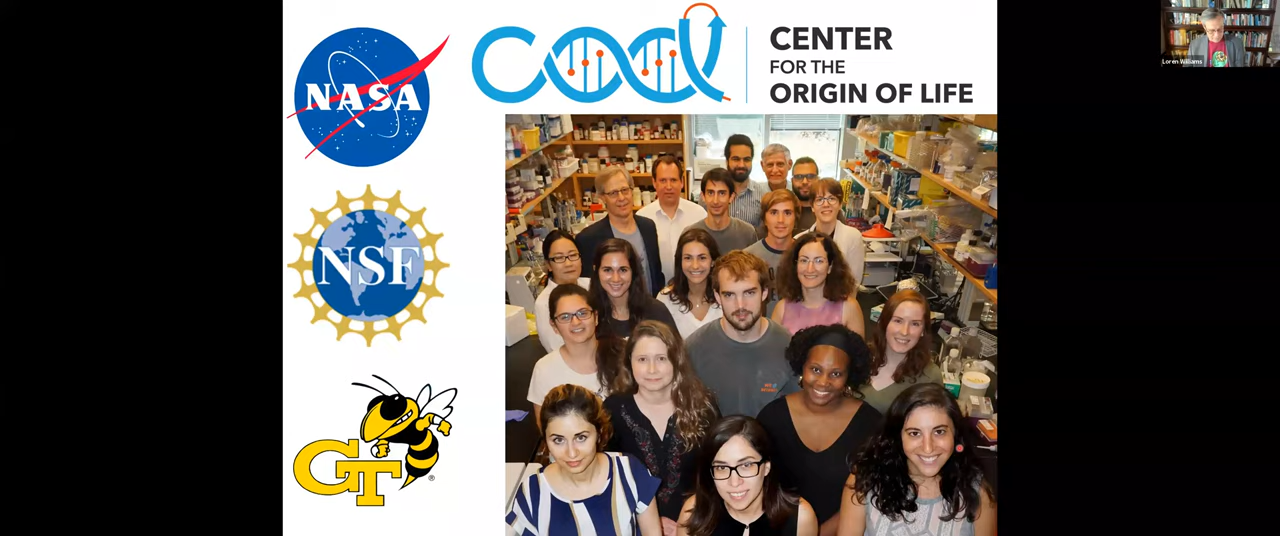 NASA
COOL
CENTER
FOR THE
ORIGIN OF LIFE
Loren Williams
NSF
GT
®